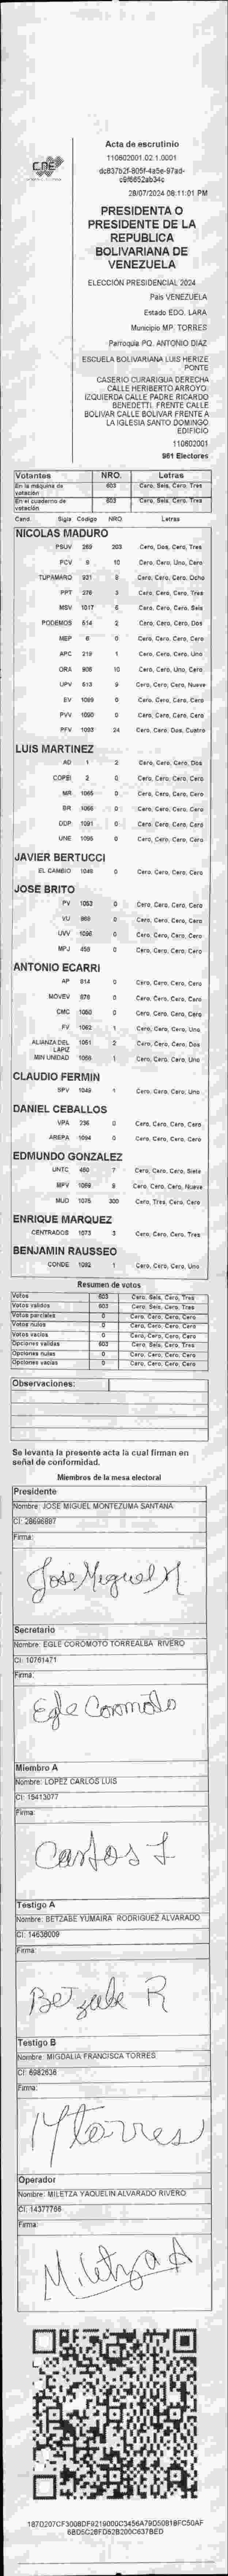 CNE
Acta de escrutinio
110602001.02.1.0001
dc837b2f-805f-4a5e-97ad-
c9f6652ab34c
28/07/2024 08:11:01 PM
PRESIDENTA O
PRESIDENTE DE LA
REPUBLICA
BOLIVARIANA DE
VENEZUELA
ELECCIÓN PRESIDENCIAL 2024
País VENEZUELA
Estado EDO. LARA
Municipio MP. TORRES
Parroquia PQ. ANTONIO DIAZ
ESCUELA BOLIVARIANA LUIS HERIZE
PONTE
CASERIO CURARIGUA DERECHA
CALLE HERIBERTO ARROYO.
IZQUIERDA CALLE PADRE RICARDO
BENEDETTI. FRENTE CALLE
BOLIVAR CALLE BOLIVAR FRENTE A
LA IGLESIA SANTO DOMINGO.
EDIFICIO
110602001
961 Electores
Votantes NRO. Letras
En la máquina de votación 603 Cero, Seis, Cero, Tres
En el cuaderno de votación 603 Cero, Seis, Cero, Tres
Cand. Sigla Código NRO Letras
NICOLAS MADURO
PSUV 269 203 Cero, Dos, Cero, Tres
PCV 8 10 Cero, Cero, Uno, Cero
TUPAMARO 931 8 Cero, Cero, Cero, Ocho
PPT 376 3 Cero, Cero, Cero, Tres
MSV 1017 6 Cero, Cero, Cero, Seis
PODEMOS 514 2 Cero, Cero, Cero, Dos
MEP 6 0 Cero, Cero, Cero, Cero
APC 219 1 Cero, Cero, Cero, Uno
ORA 906 10 Cero, Cero, Uno, Cero
UPV 613 9 Cero, Cero, Cero, Nueve
EV 1089 0 Cero, Cero, Cero, Cero
PVV 1090 0 Cero, Cero, Cero, Cero
PFV 1093 24 Cero, Cero, Dos, Cuatro
LUIS MARTINEZ
AD 1 2 Cero, Cero, Cero, Dos
COPEI 2 0 Cero, Cero, Cero, Cero
MR 1065 0 Cero, Cero, Cero, Cero
BR 1066 0 Cero, Cero, Cero, Cero
DDP 1091 0 Cero, Cero, Cero, Cero
UNE 1095 0 Cero, Cero, Cero, Cero
JAVIER BERTUCCI
EL CAMBIO 1048 0 Cero, Cero, Cero, Cero
JOSE BRITO
PV 1053 0 Cero, Cero, Cero, Cero
VU 869 0 Cero, Cero, Cero, Cero
UVV 1096 0 Cero, Cero, Cero, Cero
MPJ 458 0 Cero, Cero, Cero, Cero
ANTONIO ECARRI
AP 814 0 Cero, Cero, Cero, Cero
MOVEV 878 0 Cero, Cero, Cero, Cero
CMC 1050 0 Cero, Cero, Cero, Cero
FV 1062 1 Cero, Cero, Cero, Uno
ALIANZA DEL LAPIZ 1051 2 Cero, Cero, Cero, Dos
MIN UNIDAD 1088 1 Cero, Cero, Cero, Uno
CLAUDIO FERMIN
SPV 1049 1 Cero, Cero, Cero, Uno
DANIEL CEBALLOS
VPA 236 0 Cero, Cero, Cero, Cero
AREPA 1094 0 Cero, Cero, Cero, Cero
EDMUNDO GONZALEZ
UNTC 460 7 Cero, Cero, Cero, Siete
MPV 1069 9 Cero, Cero, Cero, Nueve
MUD 1075 300 Cero, Tres, Cero, Cero
ENRIQUE MARQUEZ
CENTRADOS 1073 3 Cero, Cero, Cero, Tres
BENJAMIN RAUSSEO
CONDE 1092 1 Cero, Cero, Cero, Uno
Resumen de votos
Votos 603 Cero, Seis, Cero, Tres
Votos validos 603 Cero, Seis, Cero, Tres
Votos parciales 0 Cero, Cero, Cero, Cero
Votos nulos 0 Cero, Cero, Cero, Cero
Votos vacios 0 Cero, Cero, Cero, Cero
Opciones validas 603 Cero, Seis, Cero, Tres
Opciones nulas 0 Cero, Cero, Cero, Cero
Opciones vacias 0 Cero, Cero, Cero, Cero
Observaciones:
Se levanta la presente acta la cual firman en
señal de conformidad.
Miembros de la mesa electoral
Presidente
Nombre: JOSE MIGUEL MONTEZUMA SANTANA
CI: 28696887
Firma:
Jose Miguel M
Secretario
Nombre: EGLE COROMOTO TORREALBA RIVERO
CI: 10761471
Firma:
Egle Coromoto
Miembro A
Nombre: LOPEZ CARLOS LUIS
CI: 15413077
Firma:
Carlos L
Testigo A
Nombre: BETZABE YUMAIRA RODRIGUEZ ALVARADO
CI: 14638009
Firma:
Betzabe R
Testigo B
Nombre: MIGDALIA FRANCISCA TORRES
CI: 6982636
Firma:
Mtorres
Operador
Nombre: MILETZA YAQUELIN ALVARADO RIVERO
CI: 14377766
Firma:
Miletza A